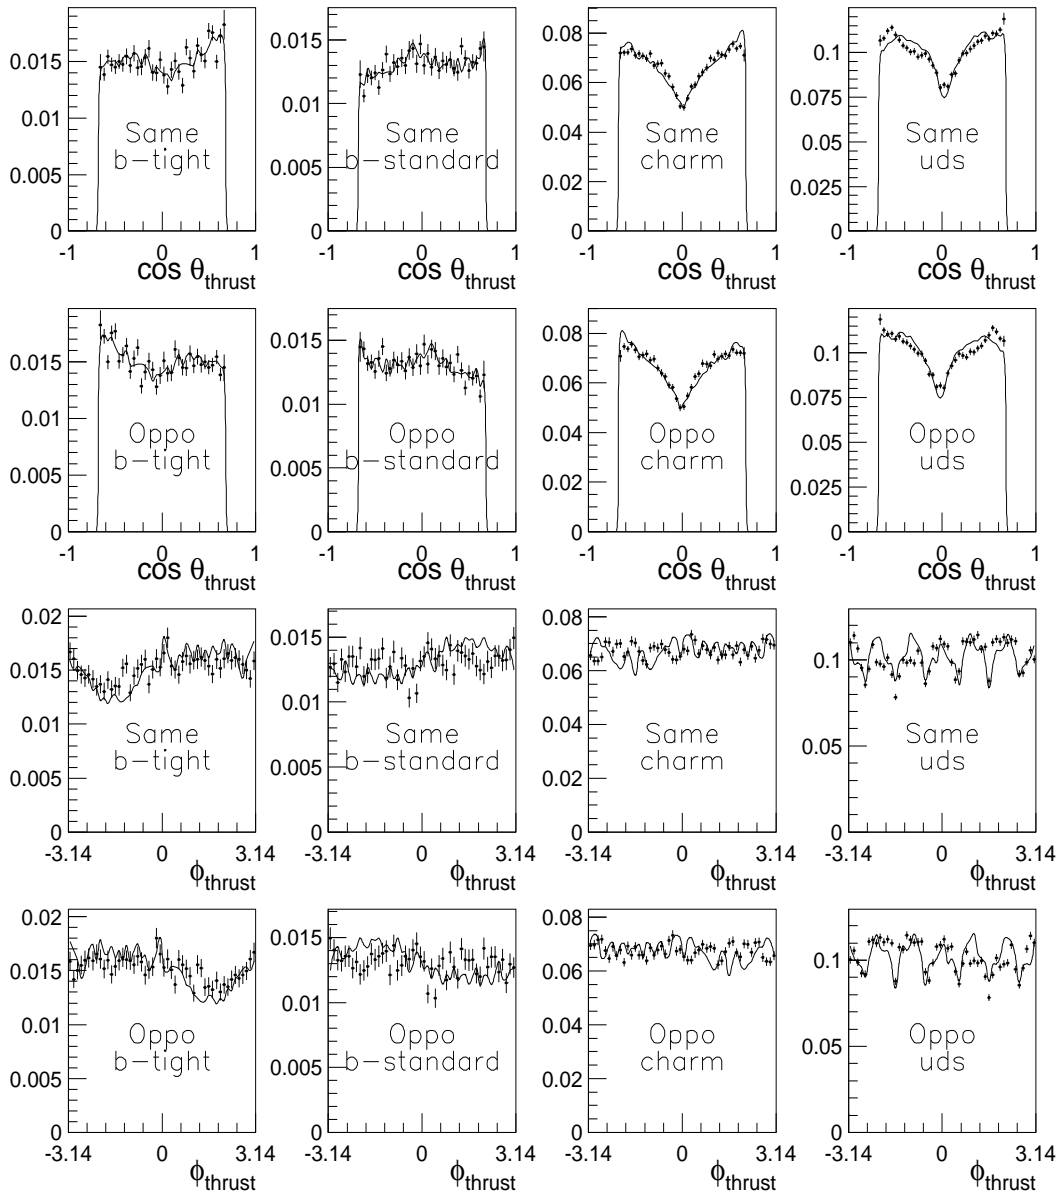 0.015
0.01
0.005
0
-1 0 1
Same
b-tight
cos θthrust
0.015
0.01
0.005
0
-1 0 1
Same
b-standard
cos θthrust
0.08
0.06
0.04
0.02
0
-1 0 1
Same
charm
cos θthrust
0.1
0.075
0.05
0.025
0
-1 0 1
Same
uds
cos θthrust
0.015
0.01
0.005
0
-1 0 1
Oppo
b-tight
cos θthrust
0.015
0.01
0.005
0
-1 0 1
Oppo
b-standard
cos θthrust
0.08
0.06
0.04
0.02
0
-1 0 1
Oppo
charm
cos θthrust
0.1
0.075
0.05
0.025
0
-1 0 1
Oppo
uds
cos θthrust
0.02
0.015
0.01
0.005
0
-3.14 0 3.14
Same
b-tight
ϕthrust
0.015
0.01
0.005
0
-3.14 0 3.14
Same
b-standard
ϕthrust
0.08
0.06
0.04
0.02
0
-3.14 0 3.14
Same
charm
ϕthrust
0.1
0.05
0
-3.14 0 3.14
Same
uds
ϕthrust
0.02
0.015
0.01
0.005
0
-3.14 0 3.14
Oppo
b-tight
ϕthrust
0.015
0.01
0.005
0
-3.14 0 3.14
Oppo
b-standard
ϕthrust
0.08
0.06
0.04
0.02
0
-3.14 0 3.14
Oppo
charm
ϕthrust
0.1
0.05
0
-3.14 0 3.14
Oppo
uds
ϕthrust